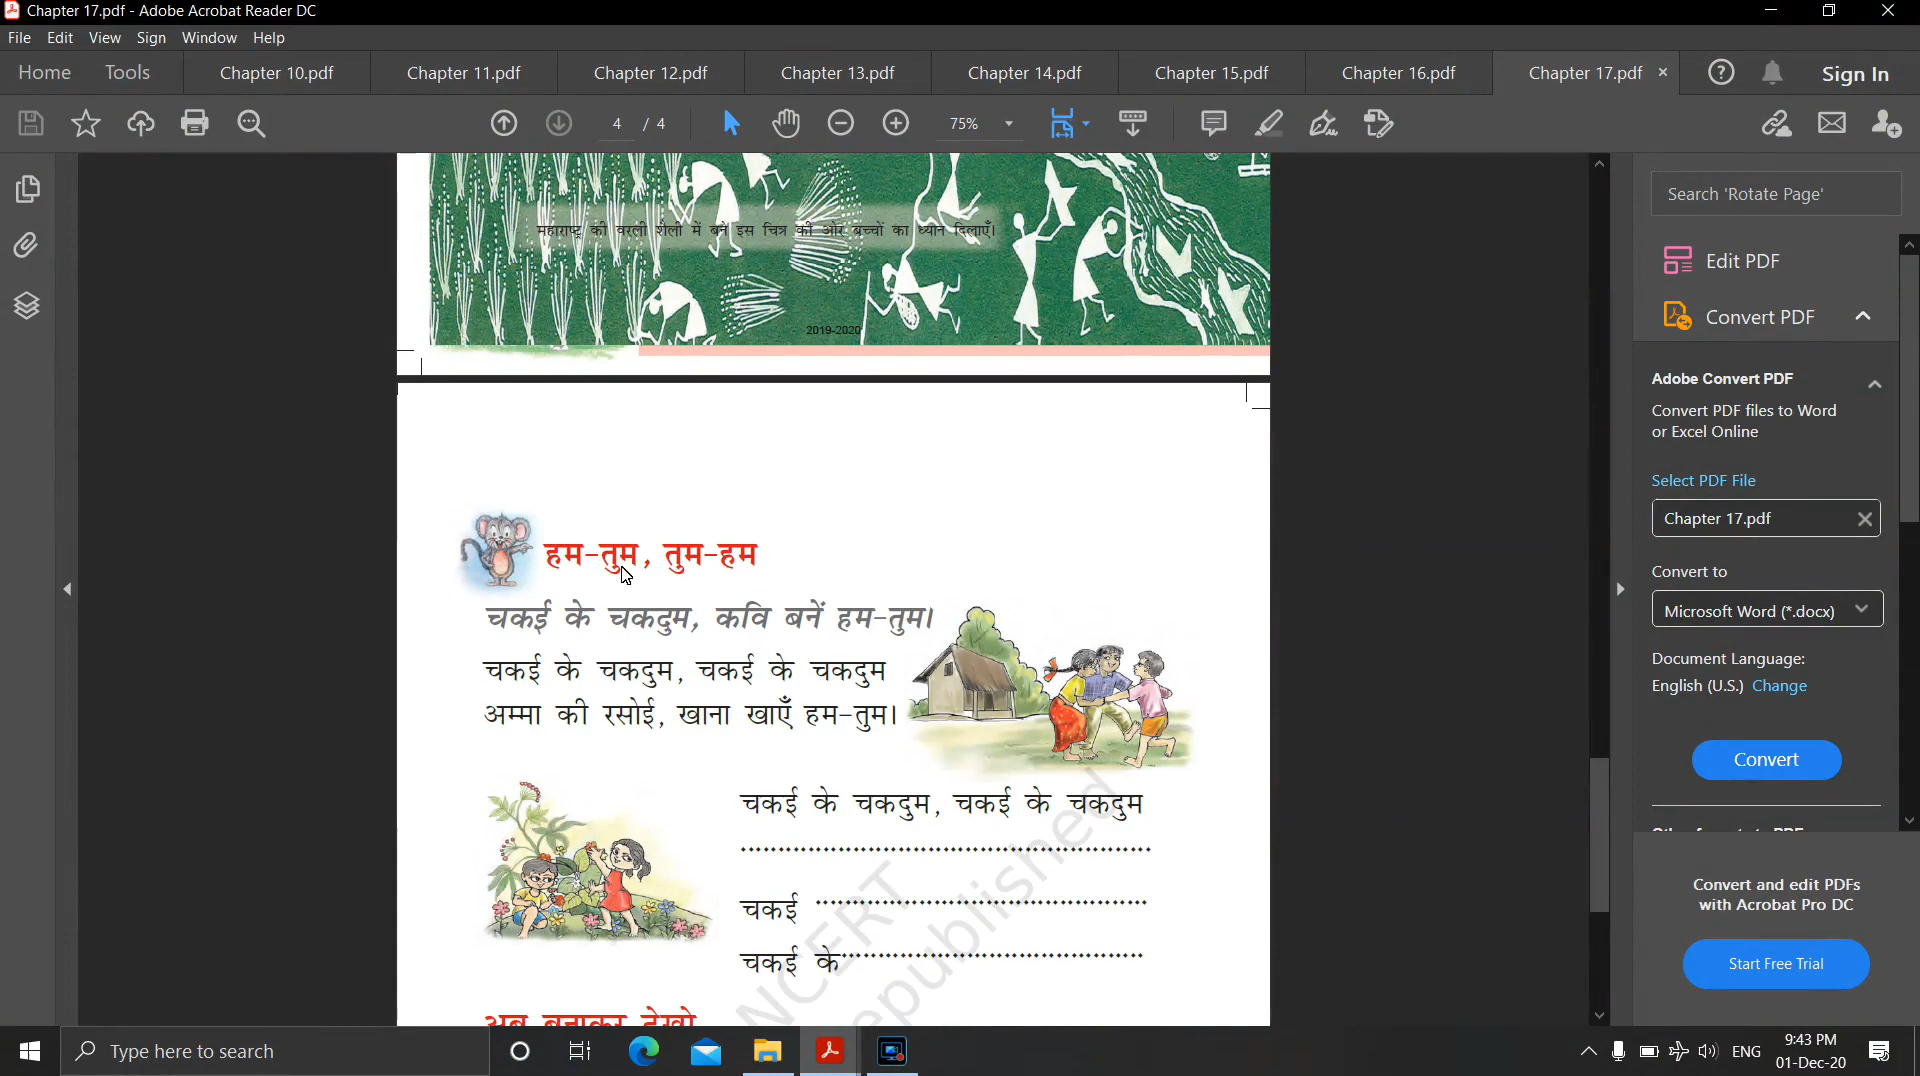 Chapter 17.pdf - Adobe Acrobat Reader DC
File Edit View Sign Window Help
Home Tools Chapter 10.pdf Chapter 11.pdf Chapter 12.pdf Chapter 13.pdf Chapter 14.pdf Chapter 15.pdf Chapter 16.pdf Chapter 17.pdf × Sign In
4 / 4 75%
महाराष्ट्र की वरली शैली में बने इस चित्र की ओर बच्चों का ध्यान दिलाएँ।
2019-2020
हम-तुम, तुम-हम
चकई के चकदुम, कवि बनें हम-तुम।
चकई के चकदुम, चकई के चकदुम
अम्मा की रसोई, खाना खाएँ हम-तुम।
चकई के चकदुम, चकई के चकदुम
चकई
चकई के
अब बनाकर देखो
NCERT
republished
Search 'Rotate Page'
Edit PDF
Convert PDF
Adobe Convert PDF
Convert PDF files to Word
or Excel Online
Select PDF File
Chapter 17.pdf
Convert to
Microsoft Word (*.docx)
Document Language:
English (U.S.) Change
Convert
Convert and edit PDFs
with Acrobat Pro DC
Start Free Trial
Type here to search
ENG
9:43 PM
01-Dec-20